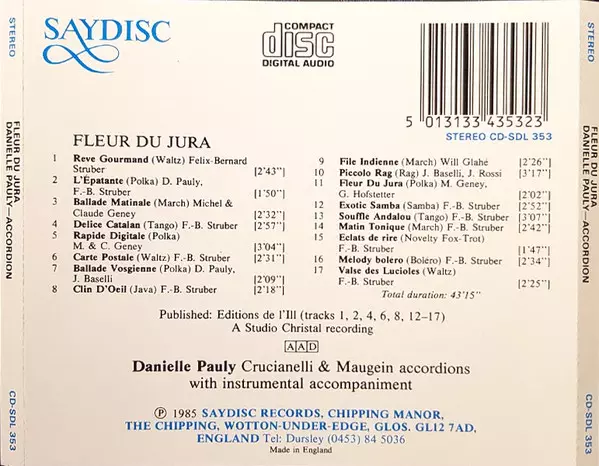 STEREO
FLEUR DU JURA
DANIELLE PAULY—ACCORDION
CD-SDL 353
SAYDISC
COMPACT
disc
DIGITAL AUDIO
5 013133 435323
STEREO CD-SDL 353
FLEUR DU JURA
1 Reve Gourmand (Waltz) Felix-Bernard
Struber [2'43"]
2 L'Épatante (Polka) D. Pauly,
F.-B. Struber [1'50"]
3 Ballade Matinale (March) Michel &
Claude Geney [2'32"]
4 Delice Catalan (Tango) F.-B. Struber [2'57"]
5 Rapide Digitale (Polka)
M. & C. Geney [3'04"]
6 Carte Postale (Waltz) F.-B. Struber [2'31"]
7 Ballade Vosgienne (Polka) D. Pauly,
J. Baselli [2'09"]
8 Clin D'Oeil (Java) F.-B. Struber [2'18"]
9 File Indienne (March) Will Glahé [2'26"]
10 Piccolo Rag (Rag) J. Baselli, J. Rossi [3'17"]
11 Fleur Du Jura (Polka) M. Geney,
G. Hofstetter [2'02"]
12 Exotic Samba (Samba) F.-B. Struber [2'52"]
13 Souffle Andalou (Tango) F.-B. Struber [3'07"]
14 Matin Tonique (March) F.-B. Struber [2'42"]
15 Eclats de rire (Novelty Fox-Trot)
F.-B. Struber [1'47"]
16 Melody bolero (Boléro) F.-B. Struber [2'34"]
17 Valse des Lucioles (Waltz)
F.-B. Struber [2'25"]
Total duration: 43'15"
Published: Editions de l'Ill (tracks 1, 2, 4, 6, 8, 12–17)
A Studio Christal recording
AAD
Danielle Pauly Crucianelli & Maugein accordions
with instrumental accompaniment
Ⓟ 1985 SAYDISC RECORDS, CHIPPING MANOR,
THE CHIPPING, WOTTON-UNDER-EDGE, GLOS. GL12 7AD,
ENGLAND Tel: Dursley (0453) 84 5036
Made in England
STEREO
FLEUR DU JURA
DANIELLE PAULY—ACCORDION
CD-SDL 353